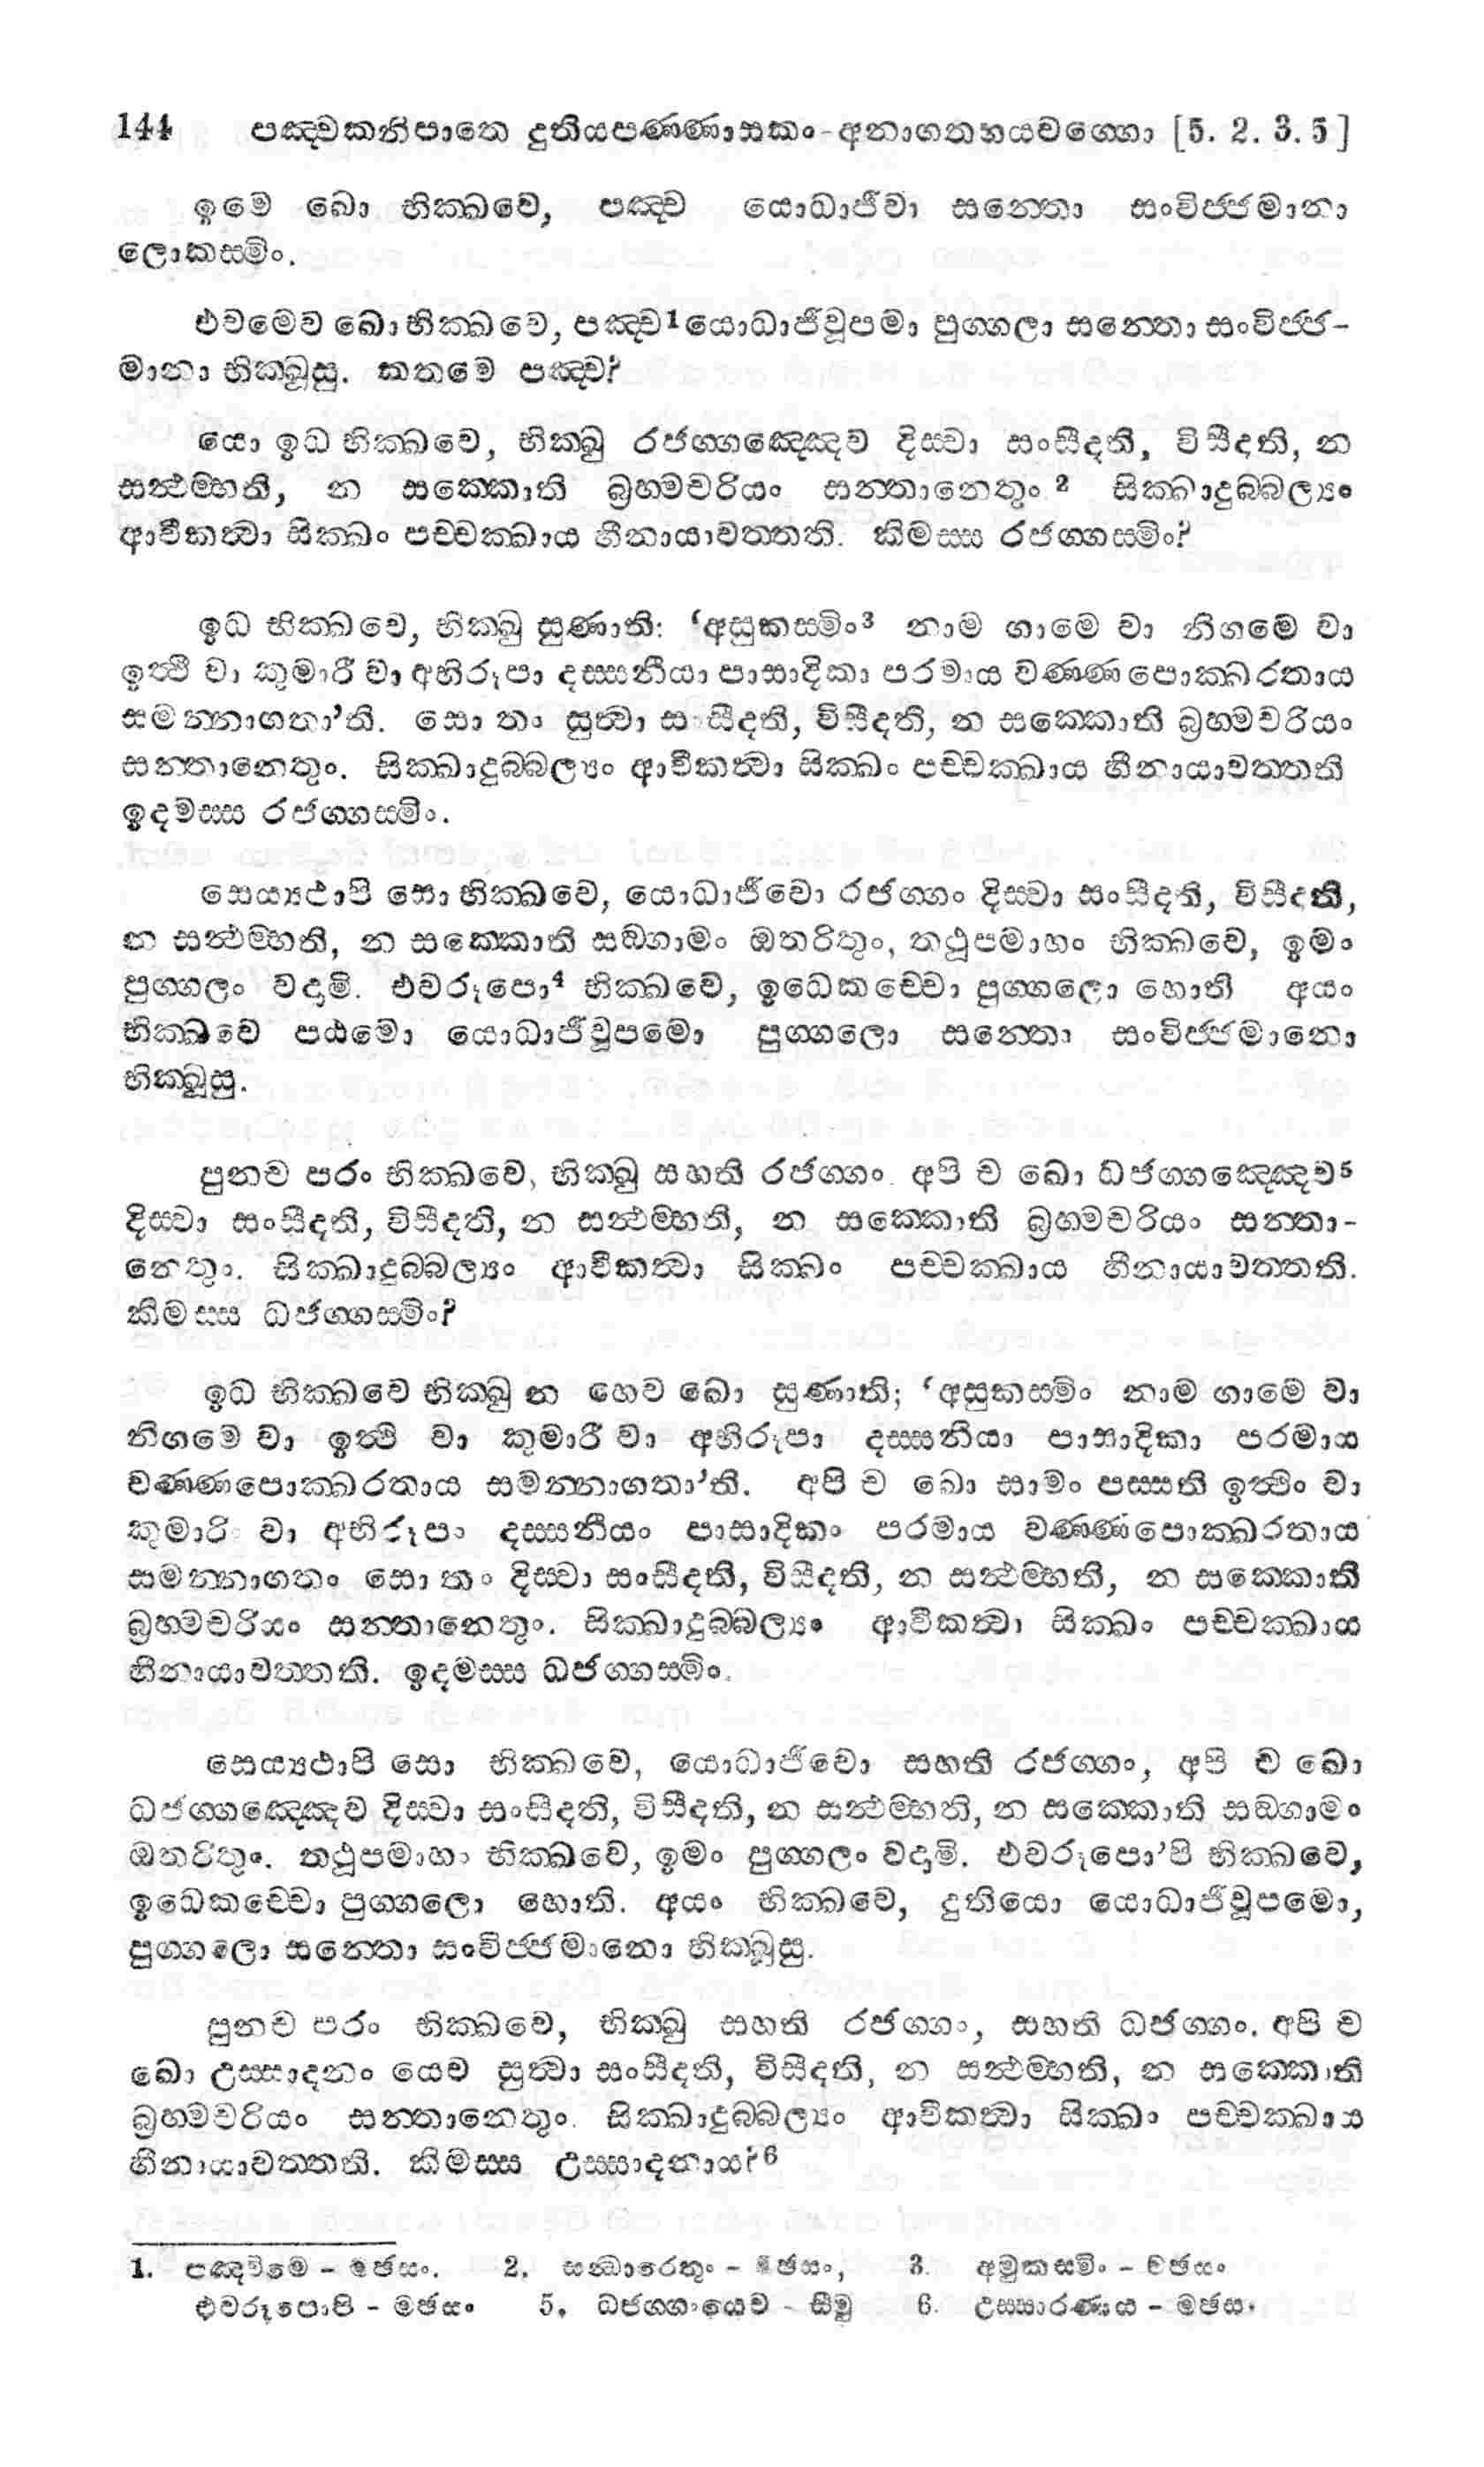 144 පඤ්චකනිපාතෙ දුතියපණ්ණාසකං-අනාගතභයවග්ගො [5. 2. 3. 5]
ඉමෙ ඛො භික්ඛවෙ, පඤ්ච යොධාජීවා සන්තො සංවිජ්ජමානා
ලොකස්මිං.
එවමෙව ඛො භික්ඛවෙ, පඤ්ච1 යොධාජීවූපමා පුග්ගලා සන්තො සංවිජ්ජ-
මානා භික්ඛූසු. කතමෙ පඤ්ච?
යො ඉධ භික්ඛවෙ, භික්ඛු රජග්ගඤ්ඤෙව දිස්වා සංසීදති, විසීදති, න
සන්ථම්භති, න සක්කොති බ්‍රහ්මචරියං සන්තානෙතුං.2 සික්ඛාදුබ්බල්‍යං
ආවීකත්වා සික්ඛං පච්චක්ඛාය හීනායාවත්තති. කිමස්ස රජග්ගස්මිං?
ඉධ භික්ඛවෙ, භික්ඛු සුණාති: ‘අසුකස්මිං3 නාම ගාමෙ වා නිගමෙ වා
ඉත්ථි වා කුමාරී වා අභිරූපා දස්සනීයා පාසාදිකා පරමාය වණ්ණපොක්ඛරතාය
සමන්නාගතා’ති. සො තං සුත්වා සංසීදති, විසීදති, න සක්කොති බ්‍රහ්මචරියං
සන්තානෙතුං. සික්ඛාදුබ්බල්‍යං ආවීකත්වා සික්ඛං පච්චක්ඛාය හීනායාවත්තති
ඉදමස්ස රජග්ගස්මිං.
සෙය්‍යථාපි සො භික්ඛවෙ, යොධාජීවො රජග්ගං දිස්වා සංසීදති, විසීදති,
න සන්ථම්භති, න සක්කොති සඞ්ගාමං ඔතරිතුං, තථූපමාහං භික්ඛවෙ, ඉමං
පුග්ගලං වදාමි. එවරූපො4 භික්ඛවෙ, ඉධෙකච්චො පුග්ගලො හොති අයං
භික්ඛවෙ පඨමො යොධාජීවූපමො පුග්ගලො සන්තො සංවිජ්ජමානො
භික්ඛූසු.
පුනච පරං භික්ඛවෙ, භික්ඛු සහති රජග්ගං. අපි ච ඛො ධජග්ගඤ්ඤෙව5
දිස්වා සංසීදති, විසීදති, න සන්ථම්භති, න සක්කොති බ්‍රහ්මචරියං සන්තා-
නෙතුං. සික්ඛාදුබ්බල්‍යං ආවීකත්වා සික්ඛං පච්චක්ඛාය හීනායාවත්තති.
කිමස්ස ධජග්ගස්මිං?
ඉධ භික්ඛවෙ භික්ඛු න හෙව ඛො සුණාති; ‘අසුකස්මිං නාම ගාමෙ වා
නිගමෙ වා ඉත්ථි වා කුමාරී වා අභිරූපා දස්සනීයා පාසාදිකා පරමාය
වණ්ණපොක්ඛරතාය සමන්නාගතා’ති. අපි ච ඛො සාමං පස්සති ඉත්ථිං වා
කුමාරිං වා අභිරූපං දස්සනීයං පාසාදිකං පරමාය වණ්ණපොක්ඛරතාය
සමන්නාගතං සො තං දිස්වා සංසීදති, විසීදති, න සන්ථම්භති, න සක්කොති
බ්‍රහ්මචරියං සන්තානෙතුං. සික්ඛාදුබ්බල්‍යං ආවීකත්වා සික්ඛං පච්චක්ඛාය
හීනායාවත්තති. ඉදමස්ස ධජග්ගස්මිං.
සෙය්‍යථාපි සො භික්ඛවෙ, යොධාජීවො සහති රජග්ගං, අපි ච ඛො
ධජග්ගඤ්ඤෙව දිස්වා සංසීදති, විසීදති, න සන්ථම්භති, න සක්කොති සඞ්ගාමං
ඔතරිතුං. තථූපමාහං භික්ඛවෙ, ඉමං පුග්ගලං වදාමි. එවරූපො’පි භික්ඛවෙ,
ඉධෙකච්චො පුග්ගලො හොති. අයං භික්ඛවෙ, දුතියො යොධාජීවූපමො,
පුග්ගලො සන්තො සංවිජ්ජමානො භික්ඛූසු.
පුනච පරං භික්ඛවෙ, භික්ඛු සහති රජග්ගං, සහති ධජග්ගං. අපි ච
ඛො උස්සාදනං යෙව සුත්වා සංසීදති, විසීදති, න සන්ථම්භති, න සක්කොති
බ්‍රහ්මචරියං සන්තානෙතුං. සික්ඛාදුබ්බල්‍යං ආවිකත්වා සික්ඛං පච්චක්ඛාය
හීනායාවත්තති. කිමස්ස උස්සාදනාය?6
1. පඤ්චිමෙ - මඡසං. 2. සන්ධාරෙතුං - මඡසං, 3. අමුකස්මිං - මඡසං
එවරූපොපි - මඡසං 5. ධජග්ගංයෙව - සීමු 6. උස්සාරණාය - මඡසං